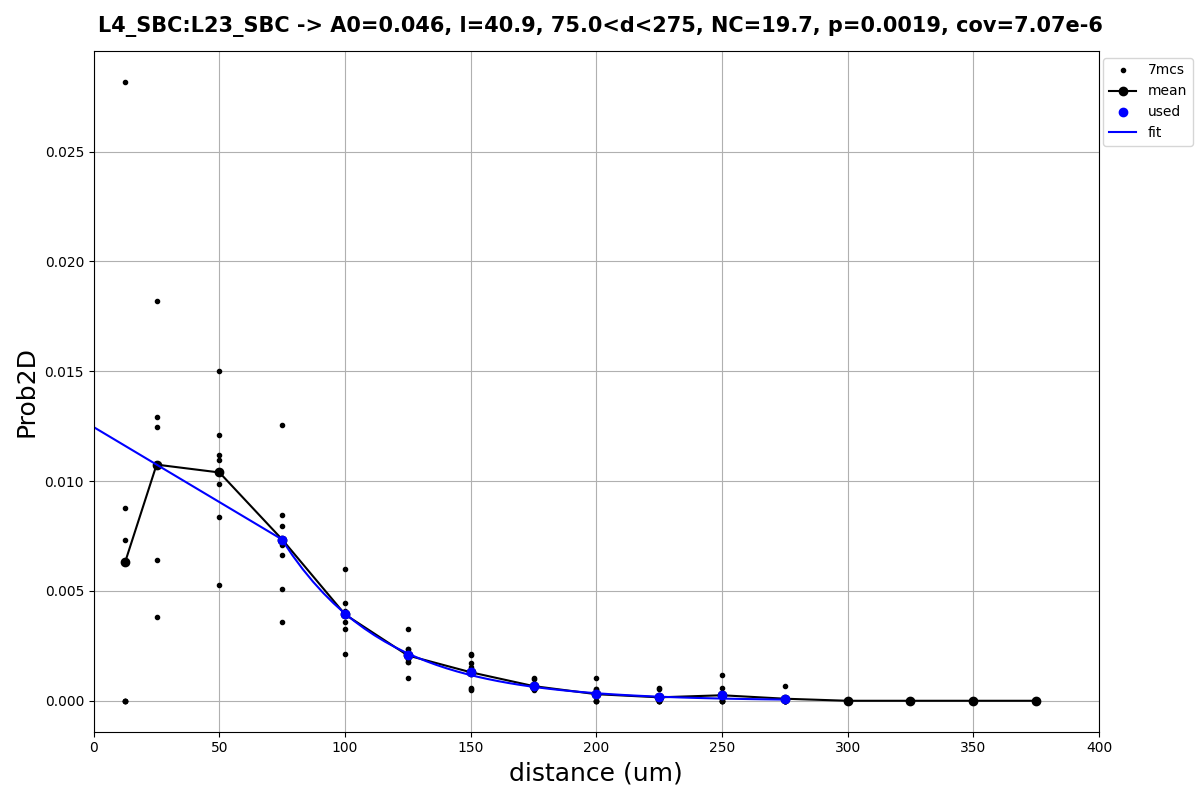 L4_SBC:L23_SBC -> A0=0.046, l=40.9, 75.0<d<275, NC=19.7, p=0.0019, cov=7.07e-6
7mcs
mean
used
fit
Prob2D
0.025
0.020
0.015
0.010
0.005
0.000
0 50 100 150 200 250 300 350 400
distance (um)